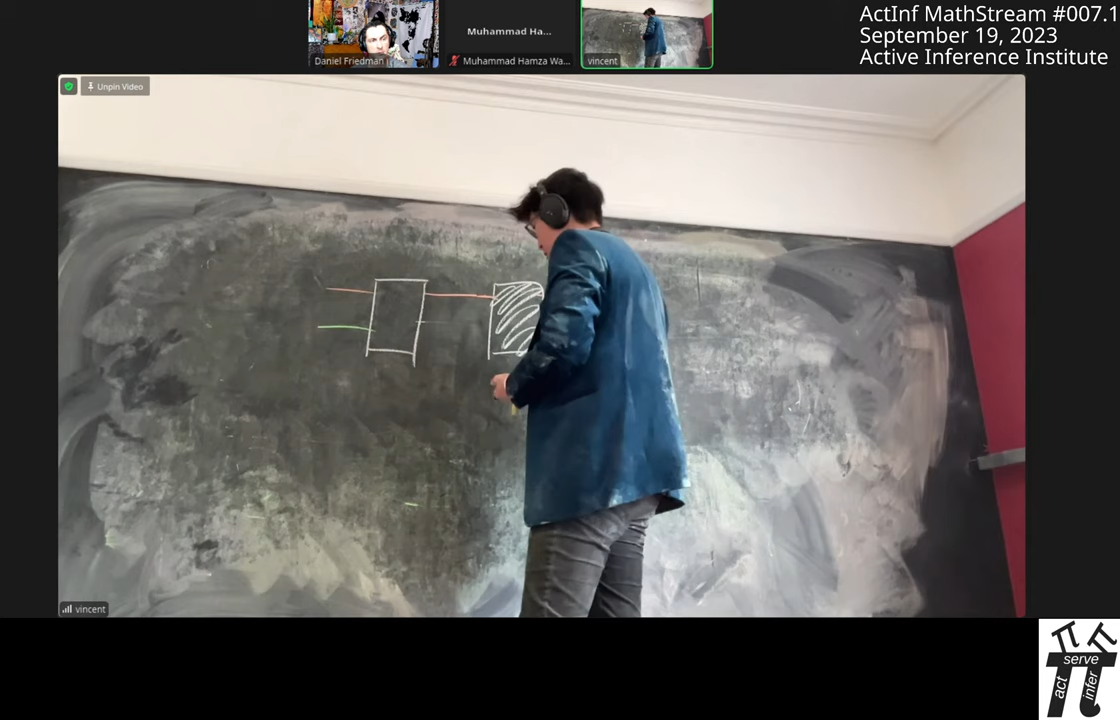 ActInf MathStream #007.1
September 19, 2023
Active Inference Institute
Muhammad Ha...
Daniel Friedman
Muhammad Hamza Wa...
vincent
Unpin Video
vincent
serve
act
infer